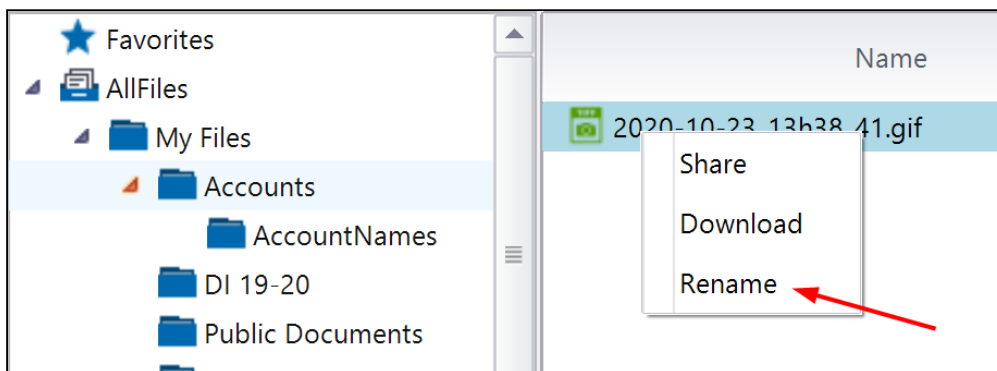 Favorites
AllFiles
My Files
Accounts
AccountNames
DI 19-20
Public Documents
Name
2020-10-23_13h38_41.gif
Share
Download
Rename